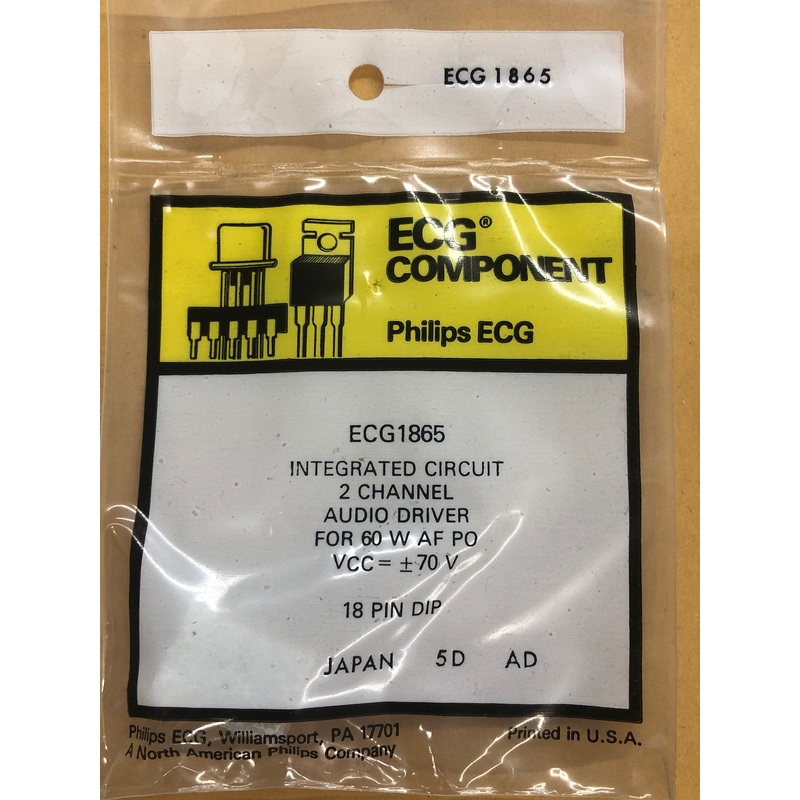 ECG 1865
ECG®
COMPONENT
Philips ECG
ECG1865
INTEGRATED CIRCUIT
2 CHANNEL
AUDIO DRIVER
FOR 60 W AF PO
VCC = ±70 V
18 PIN DIP
JAPAN 5D AD
Philips ECG, Williamsport, PA 17701
A North American Philips Company
Printed in U.S.A.